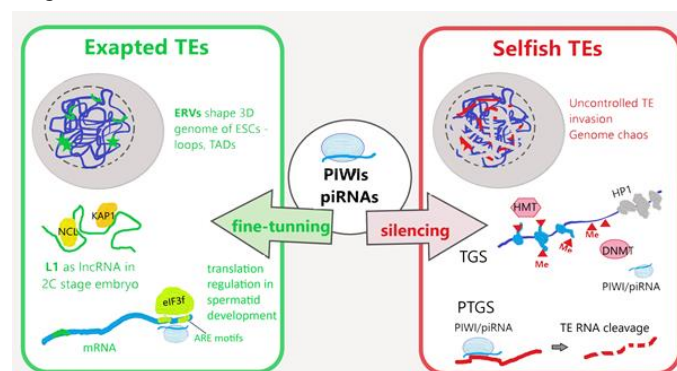 Exapted TEs
ERVs shape 3D
genome of ESCs -
loops, TADs
NCL
KAP1
L1 as lncRNA in
2C stage embryo
translation
regulation in
spermatid
development
eIF3f
ARE motifs
mRNA
PIWIs
piRNAs
fine-tunning
silencing
Selfish TEs
Uncontrolled TE
invasion
Genome chaos
HP1
HMT
Me
Me
Me
DNMT
TGS
PIWI/piRNA
PTGS
PIWI/piRNA
TE RNA cleavage